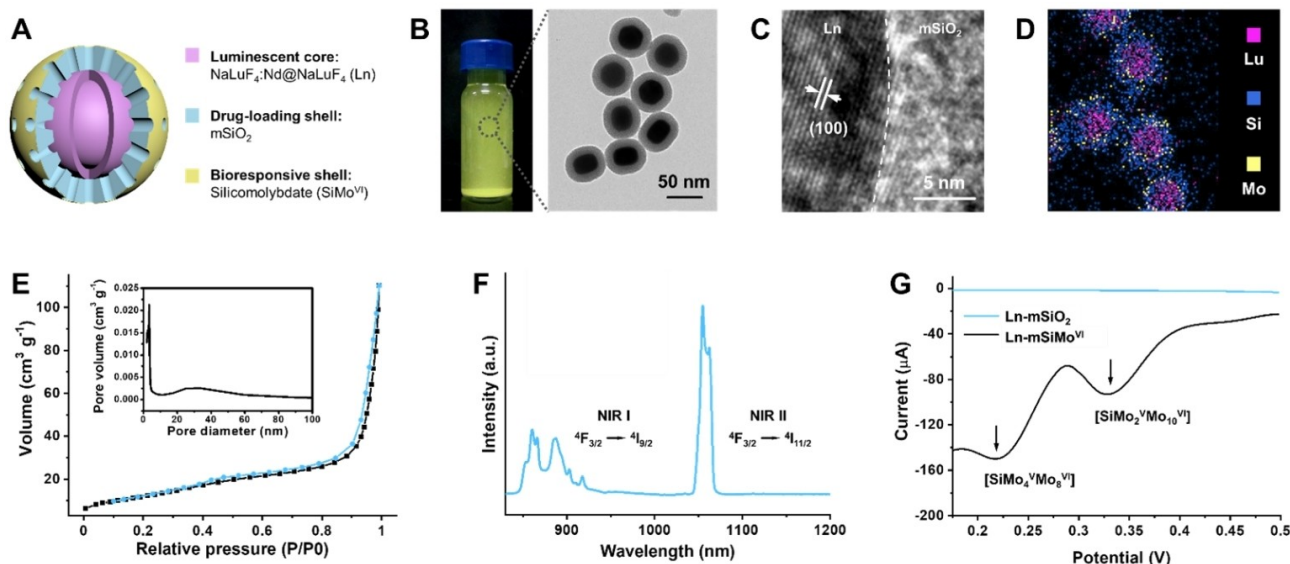 A
Luminescent core:
NaLuF₄:Nd@NaLuF₄ (Ln)
Drug-loading shell:
mSiO₂
Bioresponsive shell:
Silicomolybdate (SiMoⱽᴵ)
B
50 nm
C
Ln
mSiO₂
(100)
5 nm
D
Lu
Si
Mo
E
Volume (cm³ g⁻¹)
100
80
60
40
20
0
0.2
0.4
0.6
0.8
1
Relative pressure (P/P0)
Pore volume (cm³ g⁻¹)
0.025
0.020
0.015
0.010
0.005
0.000
0
20
40
60
80
100
Pore diameter (nm)
F
Intensity (a.u.)
NIR I
⁴F₃/₂ → ⁴I₉/₂
NIR II
⁴F₃/₂ → ⁴I₁₁/₂
900
1000
1100
1200
Wavelength (nm)
G
Current (μA)
0
-40
-80
-120
-160
-200
Ln-mSiO₂
Ln-mSiMoⱽᴵ
[SiMo₂ⱽMo₁₀ⱽᴵ]
[SiMo₄ⱽMo₈ⱽᴵ]
0.2
0.25
0.3
0.35
0.4
0.45
0.5
Potential (V)